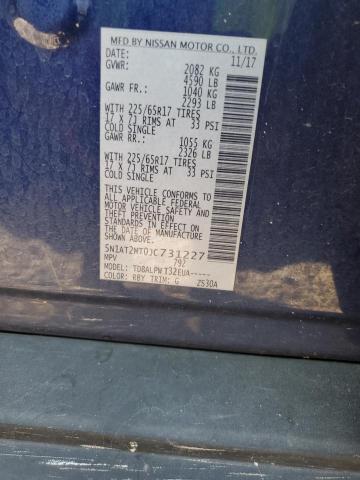 MFD BY NISSAN MOTOR CO., LTD.
DATE: 11/17
GVWR: 2082 KG
4590 LB
GAWR FR.: 1040 KG
2293 LB
WITH 225/65R17 TIRES
17 X 7J RIMS AT 33 PSI
COLD SINGLE
GAWR RR.: 1055 KG
2326 LB
WITH 225/65R17 TIRES
17 X 7J RIMS AT 33 PSI
COLD SINGLE
THIS VEHICLE CONFORMS TO
ALL APPLICABLE FEDERAL
MOTOR VEHICLE SAFETY AND
THEFT PREVENTION
STANDARDS IN EFFECT ON
THE DATE OF MANUFACTURE
SHOWN ABOVE.
5N1AT2MT0JC731227
MPV 797
MODEL: TDBALPW T32EUA-----
COLOR: RBY TRIM: G ZS30A